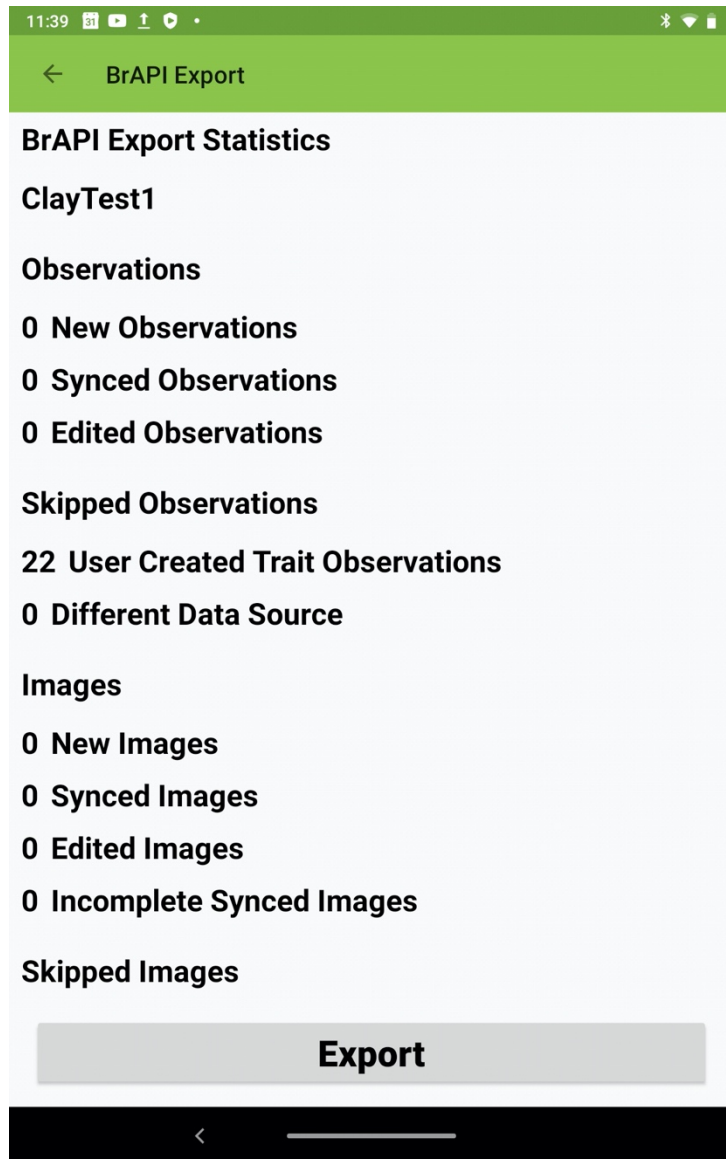 11:39 31
BrAPI Export
BrAPI Export Statistics
ClayTest1
Observations
0 New Observations
0 Synced Observations
0 Edited Observations
Skipped Observations
22 User Created Trait Observations
0 Different Data Source
Images
0 New Images
0 Synced Images
0 Edited Images
0 Incomplete Synced Images
Skipped Images
Export